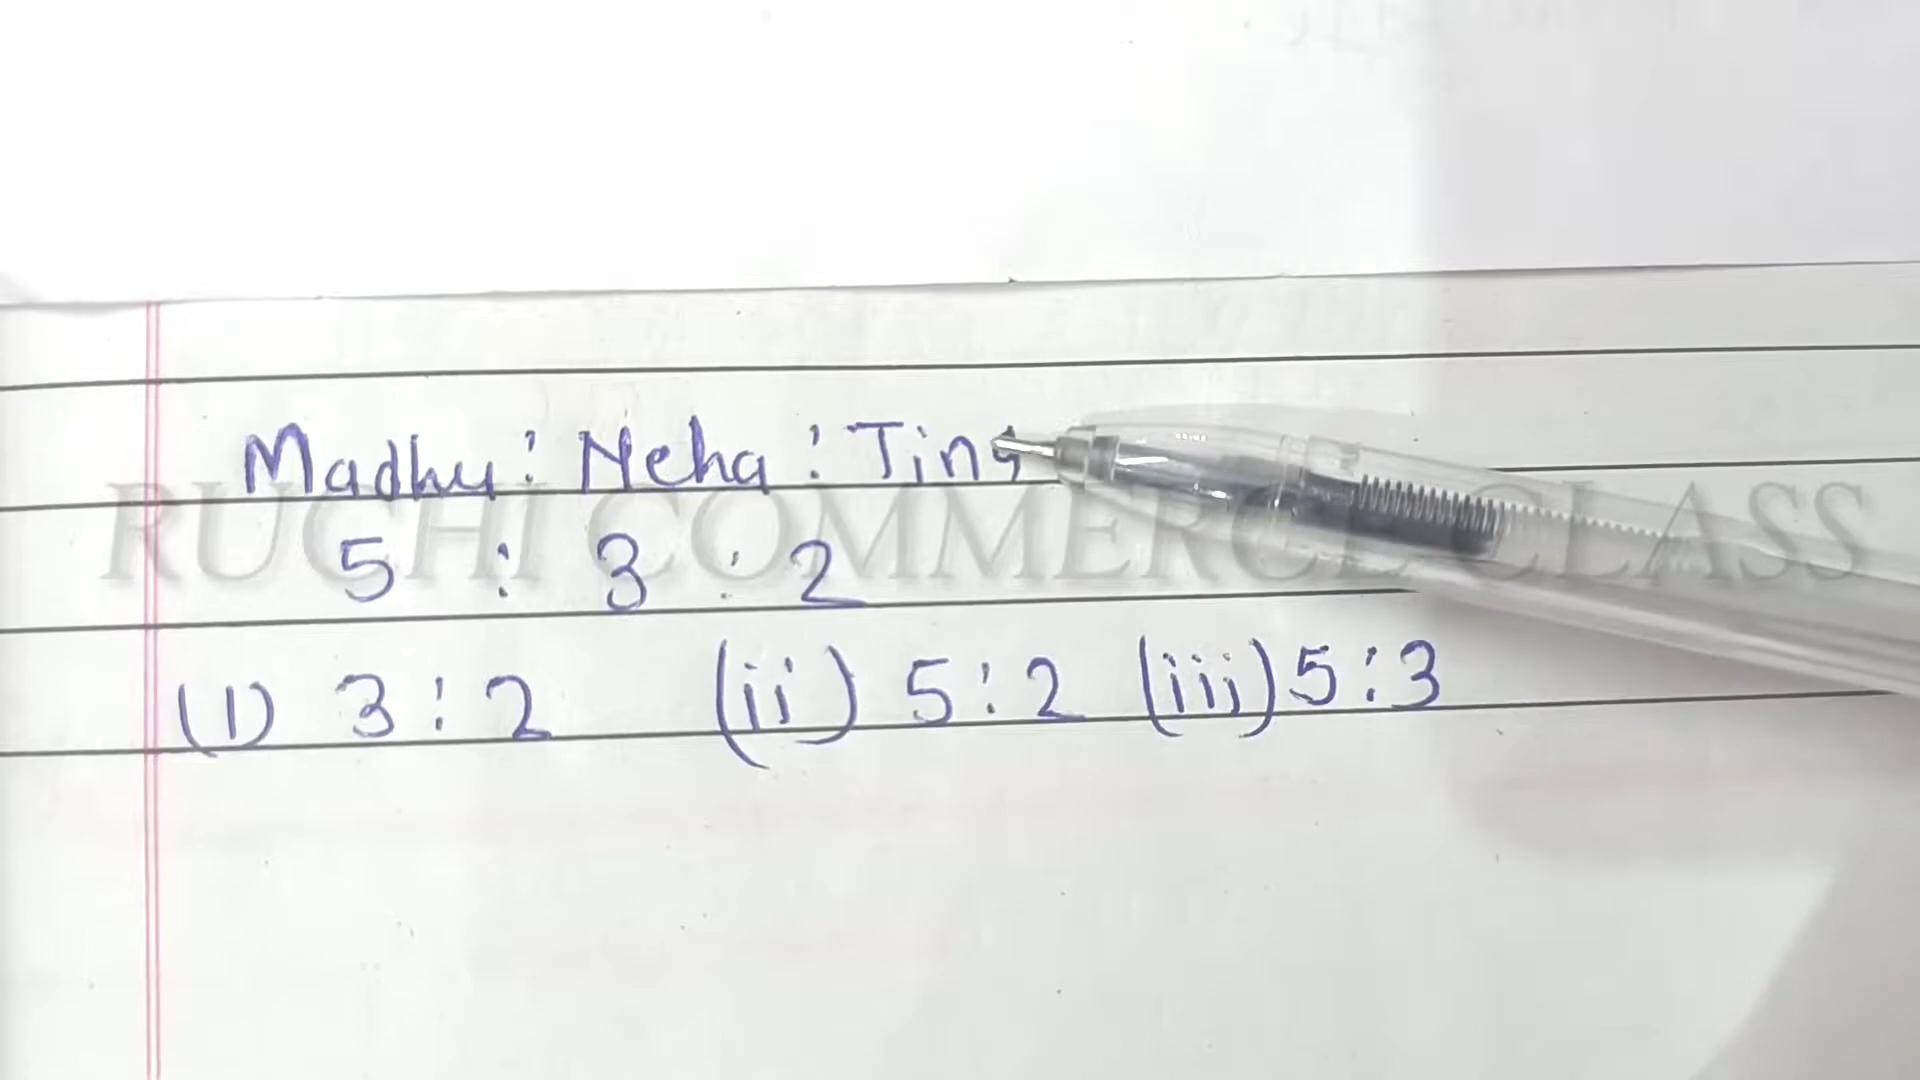 Madhu : Neha : Tina
RUCHI COMMERCE CLASS
5 : 3 : 2
(i) 3 : 2 (ii) 5 : 2 (iii) 5 : 3